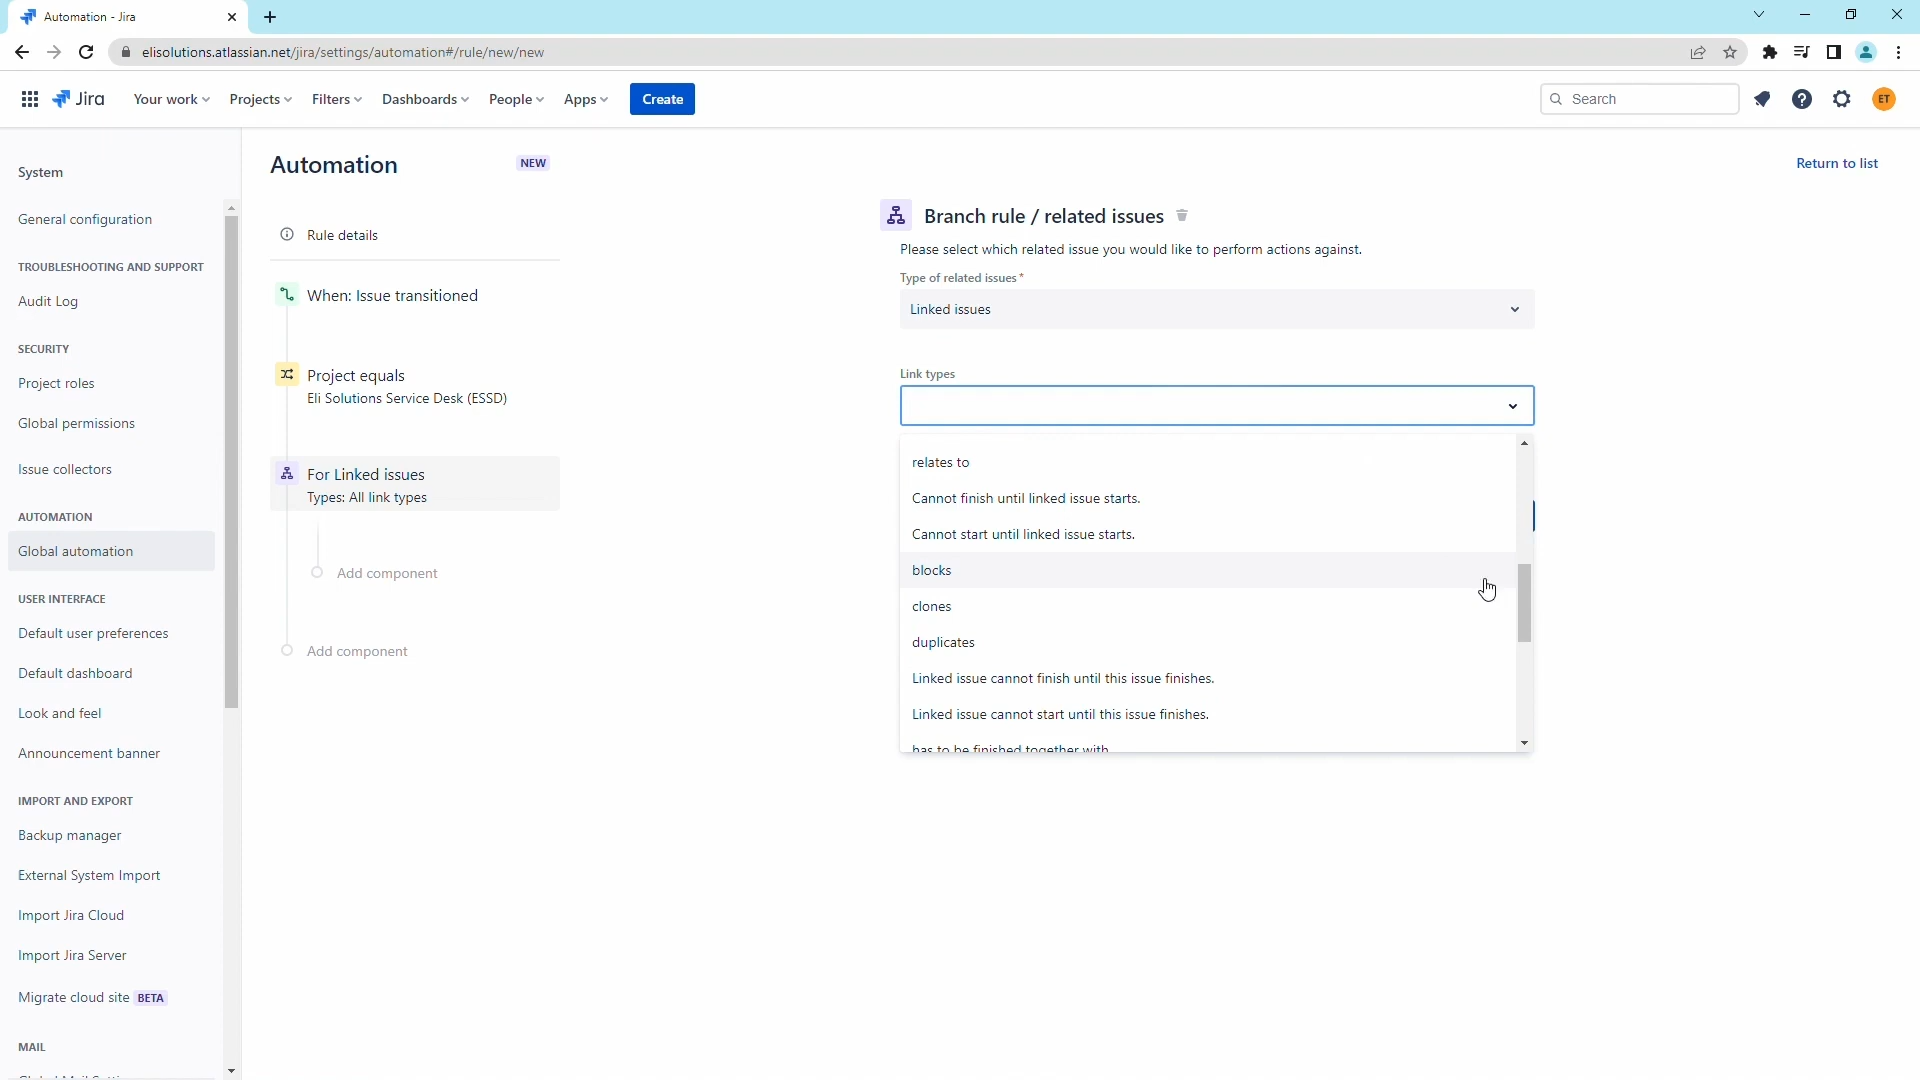 Automation - Jira
elisolutions.atlassian.net/jira/settings/automation#/rule/new/new
Jira
Your work
Projects
Filters
Dashboards
People
Apps
Create
Search
ET
System
General configuration
TROUBLESHOOTING AND SUPPORT
Audit Log
SECURITY
Project roles
Global permissions
Issue collectors
AUTOMATION
Global automation
USER INTERFACE
Default user preferences
Default dashboard
Look and feel
Announcement banner
IMPORT AND EXPORT
Backup manager
External System Import
Import Jira Cloud
Import Jira Server
Migrate cloud site BETA
MAIL
Automation
NEW
Return to list
Rule details
When: Issue transitioned
Project equals
Eli Solutions Service Desk (ESSD)
For Linked issues
Types: All link types
Add component
Add component
Branch rule / related issues
Please select which related issue you would like to perform actions against.
Type of related issues *
Linked issues
Link types
relates to
Cannot finish until linked issue starts.
Cannot start until linked issue starts.
blocks
clones
duplicates
Linked issue cannot finish until this issue finishes.
Linked issue cannot start until this issue finishes.
has to be finished together with